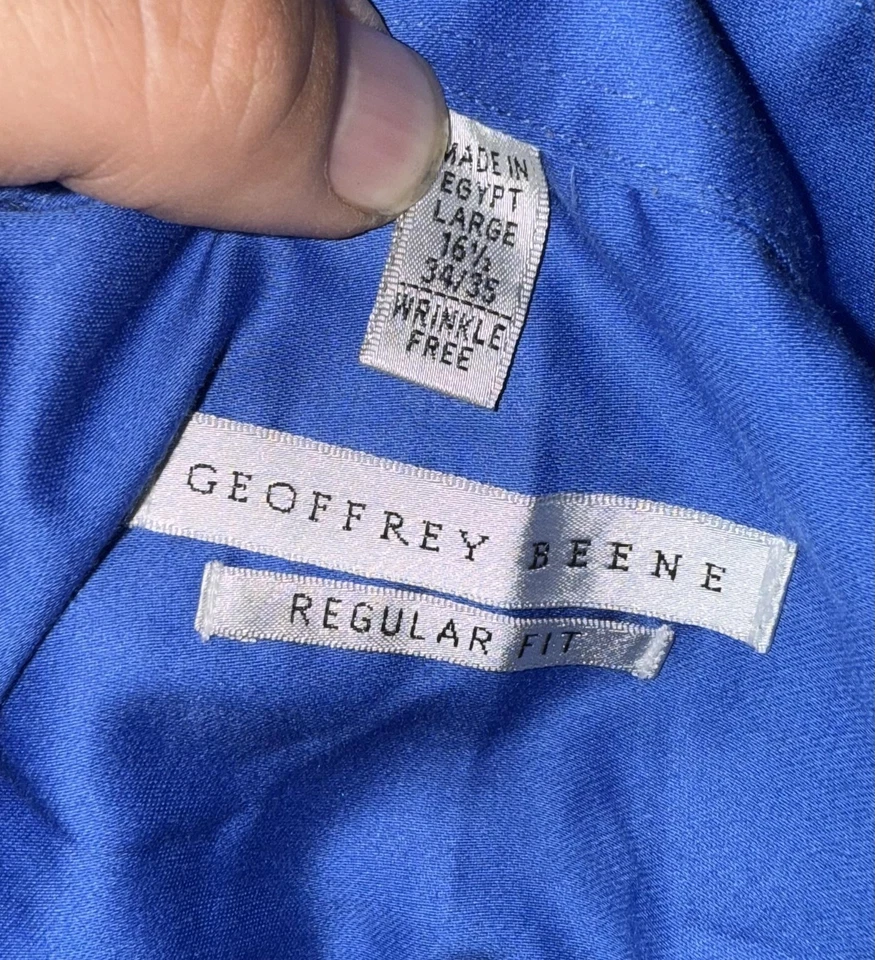 MADE IN
EGYPT
LARGE
16½
34/35
WRINKLE
FREE
GEOFFREY BEENE
REGULAR FIT